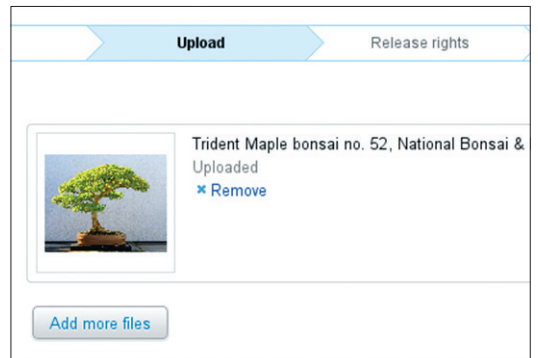 Upload Release rights
Trident Maple bonsai no. 52, National Bonsai &
Uploaded
× Remove
Add more files